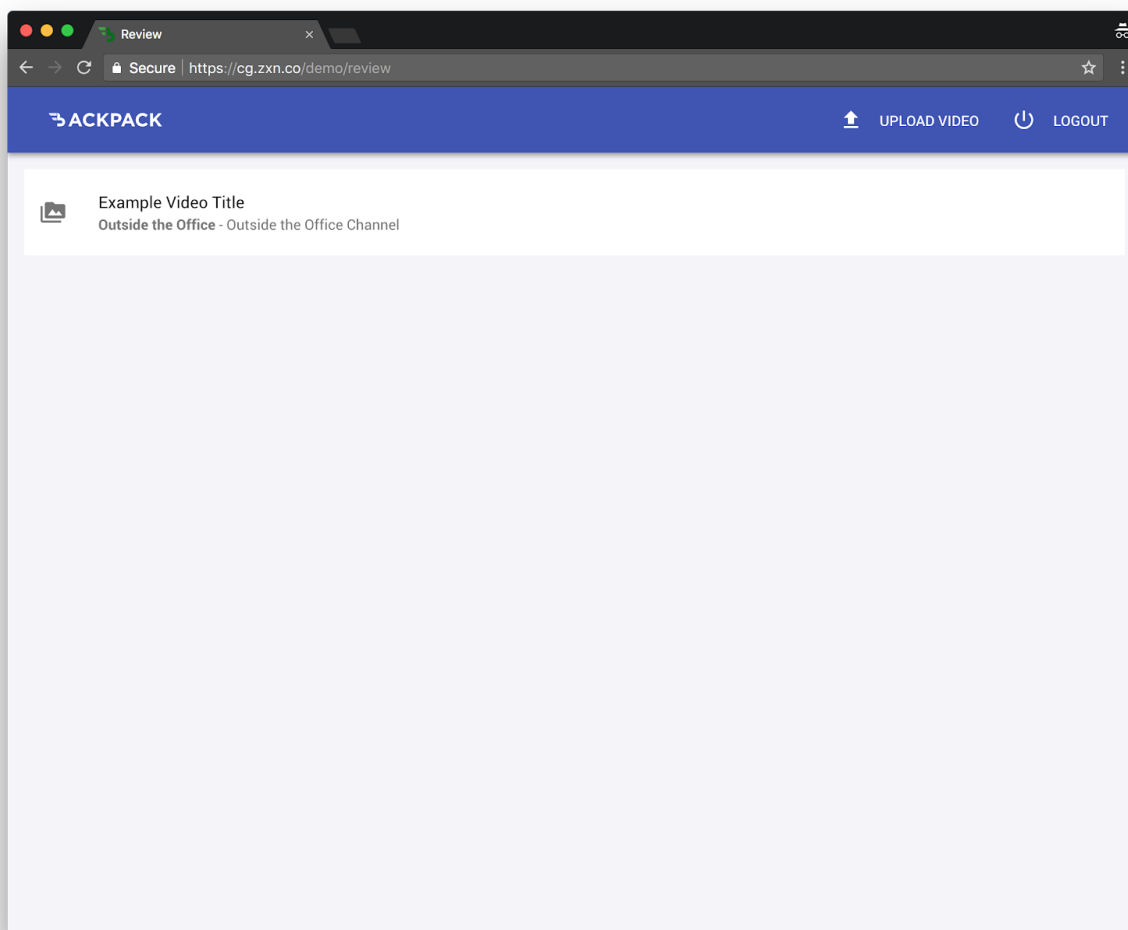 Review
Secure https://cg.zxn.co/demo/review
BACKPACK UPLOAD VIDEO LOGOUT
Example Video Title
Outside the Office - Outside the Office Channel